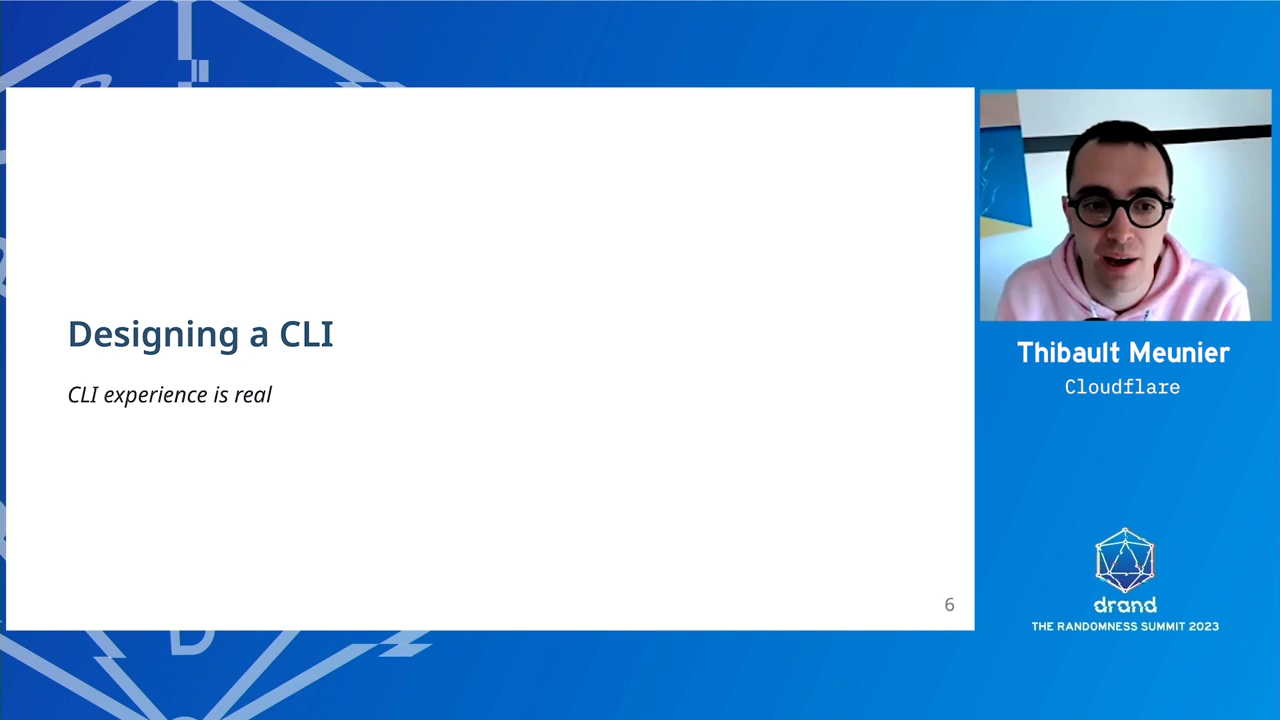 Designing a CLI
CLI experience is real
6
Thibault Meunier
Cloudflare
drand
THE RANDOMNESS SUMMIT 2023
D